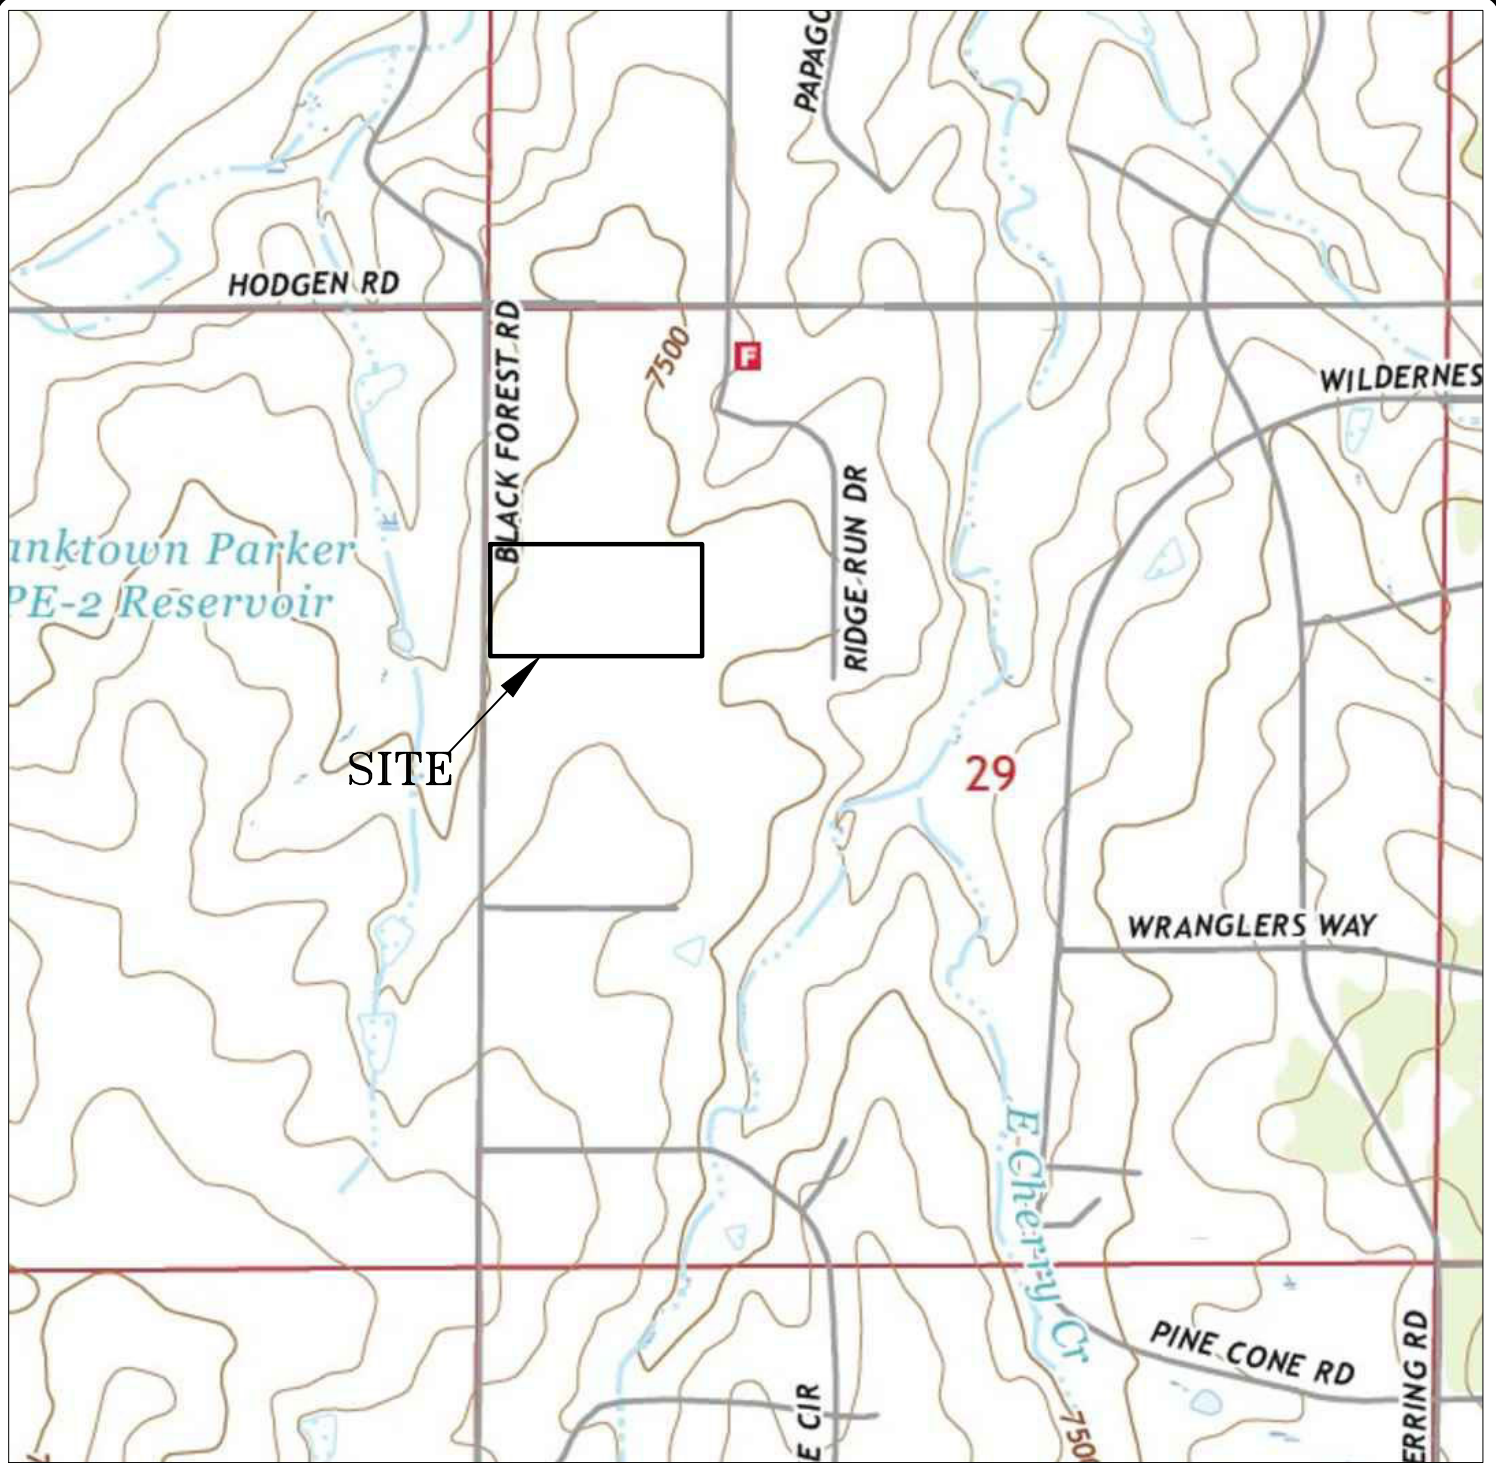 PAPAGO
HODGEN RD
BLACK FOREST RD
7500
F
WILDERNES
RIDGE RUN DR
anktown Parker
PE-2 Reservoir
SITE
29
WRANGLERS WAY
E Cherry Cr
PINE CONE RD
ERRING RD
E CIR
7500